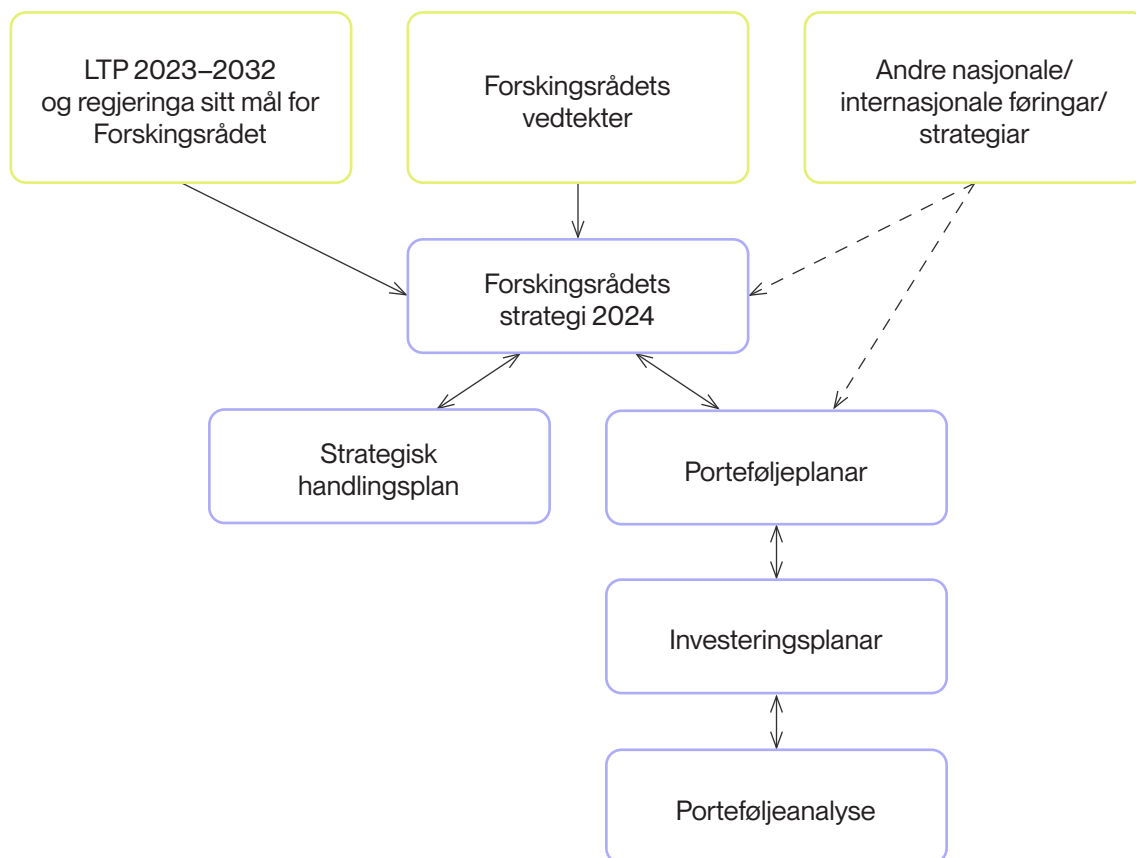 LTP 2023–2032
og regjeringa sitt mål for
Forskingsrådet
Forskingsrådets
vedtekter
Andre nasjonale/
internasjonale føringar/
strategiar
Forskingsrådets
strategi 2024
Strategisk
handlingsplan
Porteføljeplanar
Investeringsplanar
Porteføljeanalyse